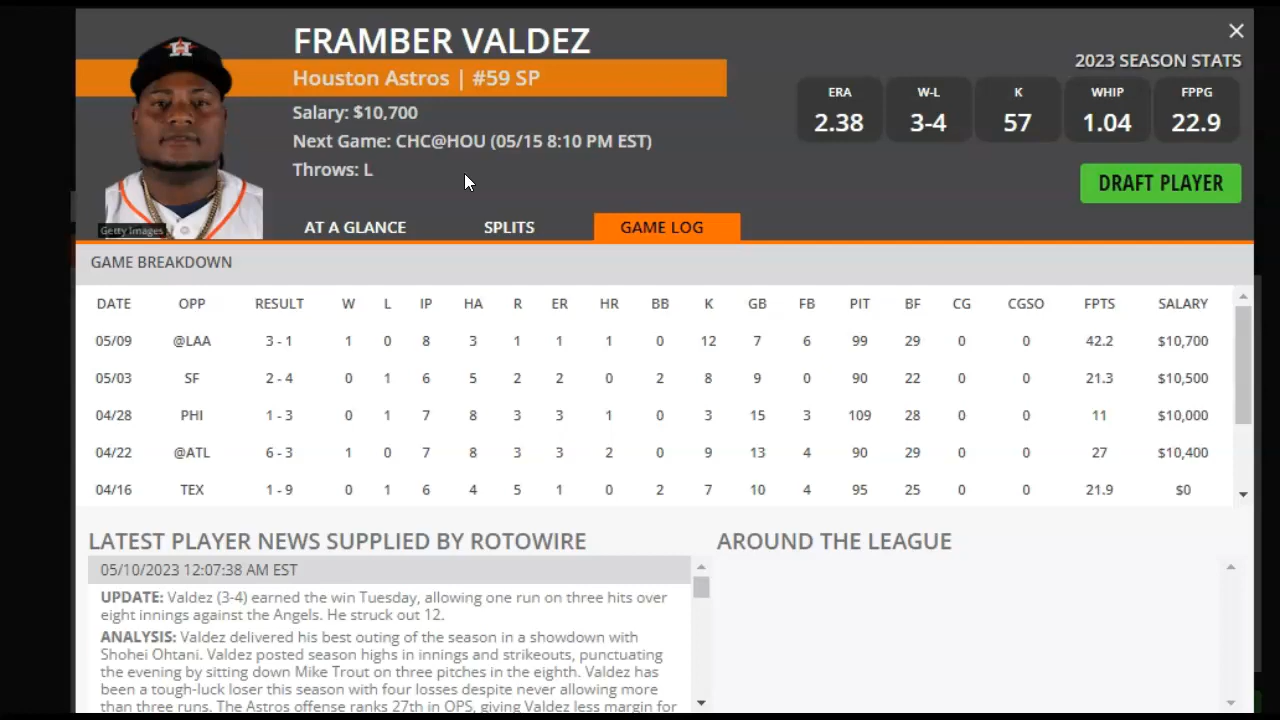 FRAMBER VALDEZ
Houston Astros | #59 SP
Salary: $10,700
Next Game: CHC@HOU (05/15 8:10 PM EST)
Throws: L
2023 SEASON STATS
ERA W-L K WHIP FPPG
2.38 3-4 57 1.04 22.9
DRAFT PLAYER
Getty Images
AT A GLANCE SPLITS GAME LOG
GAME BREAKDOWN
DATE OPP RESULT W L IP HA R ER HR BB K GB FB PIT BF CG CGSO FPTS SALARY
05/09 @LAA 3 - 1 1 0 8 3 1 1 1 0 12 7 6 99 29 0 0 42.2 $10,700
05/03 SF 2 - 4 0 1 6 5 2 2 0 2 8 9 0 90 22 0 0 21.3 $10,500
04/28 PHI 1 - 3 0 1 7 8 3 3 1 0 3 15 3 109 28 0 0 11 $10,000
04/22 @ATL 6 - 3 1 0 7 8 3 3 2 0 9 13 4 90 29 0 0 27 $10,400
04/16 TEX 1 - 9 0 1 6 4 5 1 0 2 7 10 4 95 25 0 0 21.9 $0
LATEST PLAYER NEWS SUPPLIED BY ROTOWIRE
05/10/2023 12:07:38 AM EST
UPDATE: Valdez (3-4) earned the win Tuesday, allowing one run on three hits over
eight innings against the Angels. He struck out 12.
ANALYSIS: Valdez delivered his best outing of the season in a showdown with
Shohei Ohtani. Valdez posted season highs in innings and strikeouts, punctuating
the evening by sitting down Mike Trout on three pitches in the eighth. Valdez has
been a tough-luck loser this season with four losses despite never allowing more
than three runs. The Astros offense ranks 27th in OPS, giving Valdez less margin for
AROUND THE LEAGUE